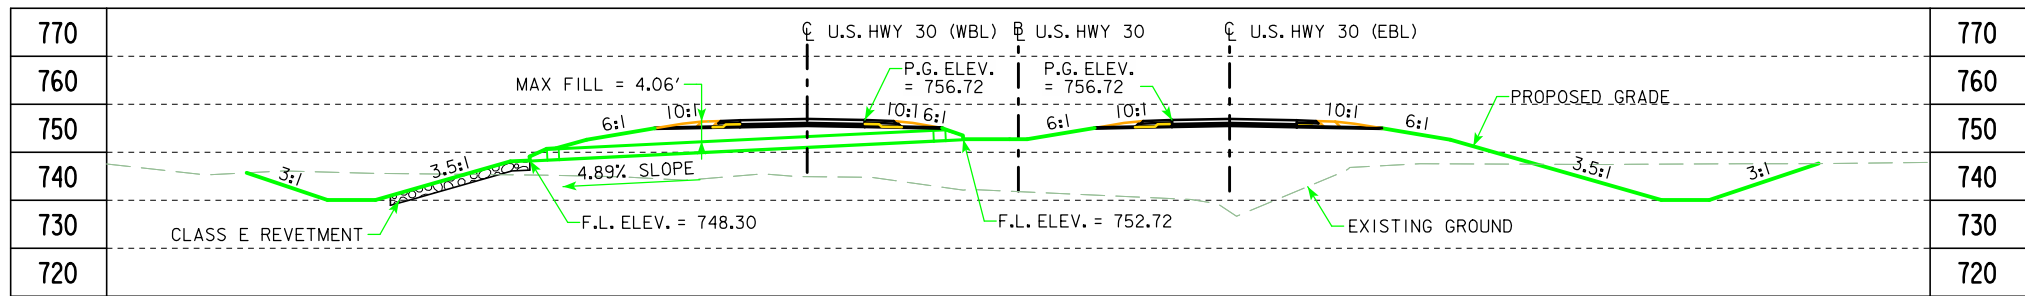 770 ℄ U.S. HWY 30 (WBL) B U.S. HWY 30 ℄ U.S. HWY 30 (EBL) 770
760 MAX FILL = 4.06' P.G. ELEV. = 756.72 P.G. ELEV. = 756.72 760
PROPOSED GRADE
750 6:1 10:1 10:1 6:1 6:1 10:1 10:1 6:1 750
740 3:1 3.5:1 4.89% SLOPE 3.5:1 3:1 740
730 CLASS E REVETMENT F.L. ELEV. = 748.30 F.L. ELEV. = 752.72 EXISTING GROUND 730
720 720